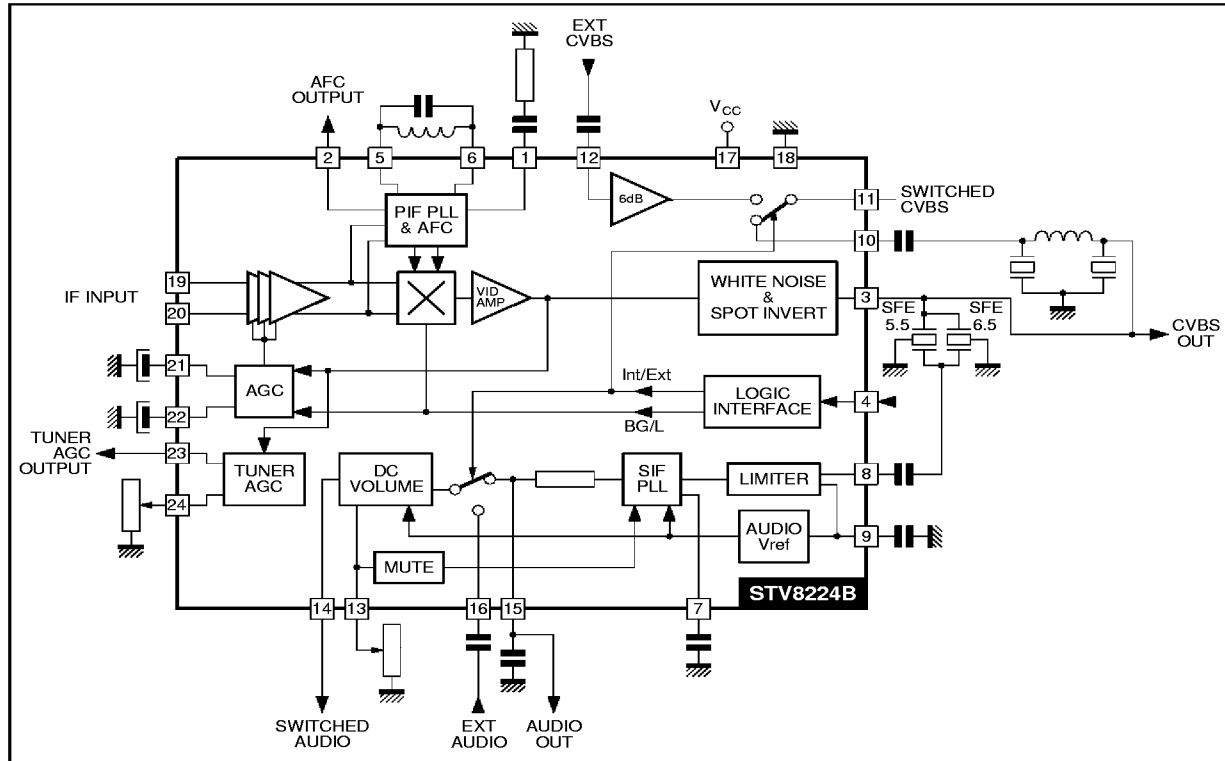 EXT
CVBS
AFC
OUTPUT
VCC
2
5
6
1
12
17
18
6dB
11
SWITCHED
CVBS
PIF PLL
& AFC
10
19
IF INPUT
20
VID
AMP
WHITE NOISE
&
SPOT INVERT
3
SFE
5.5
SFE
6.5
CVBS
OUT
21
AGC
22
Int/Ext
BG/L
LOGIC
INTERFACE
4
TUNER
AGC
OUTPUT
23
TUNER
AGC
24
DC
VOLUME
SIF
PLL
LIMITER
8
AUDIO
Vref
9
MUTE
STV8224B
14
13
16
15
7
SWITCHED
AUDIO
EXT
AUDIO
AUDIO
OUT